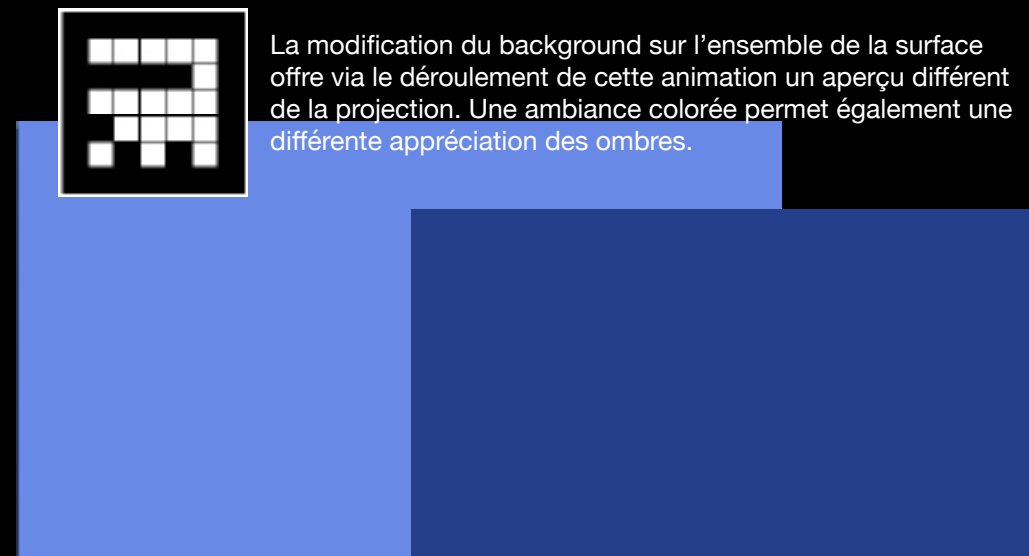 La modification du background sur l’ensemble de la surface
offre via le déroulement de cette animation un aperçu différent
de la projection. Une ambiance colorée permet également une
différente appréciation des ombres.